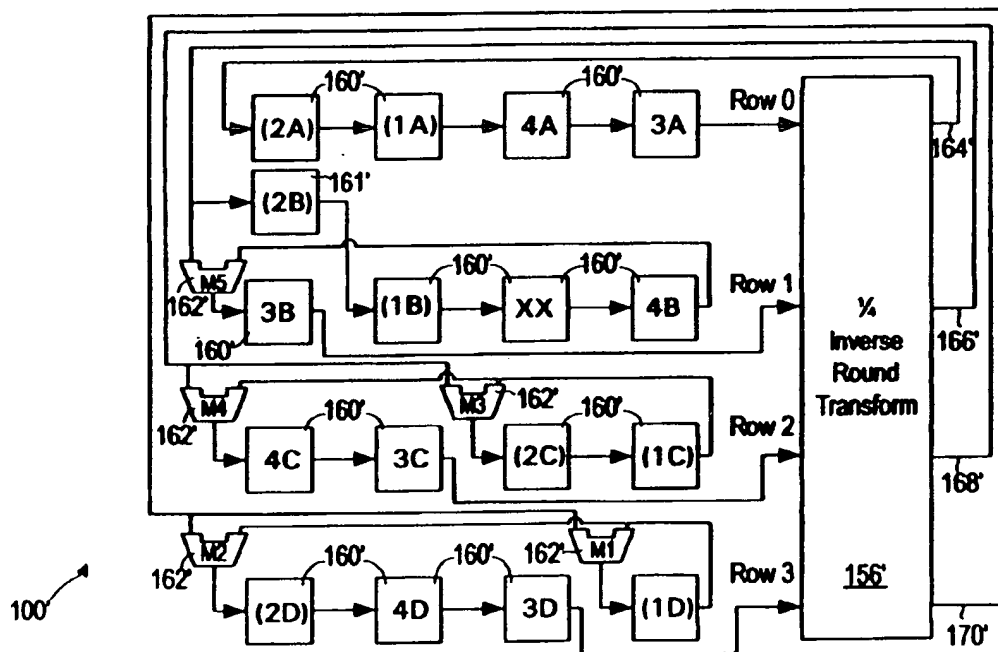 160' 160' Row 0
(2A) (1A) 4A 3A
164'
161'
(2B)
160' 160' Row 1
M5
162'
3B (1B) XX 4B
160'
166'
¼
Inverse
Round
Transform
M4 160' M3 162' 160' Row 2
162'
4C 3C (2C) (1C)
168'
M2 162' M1
162' 160' 160' Row 3
(2D) 4D 3D (1D)
156'
100'
170'